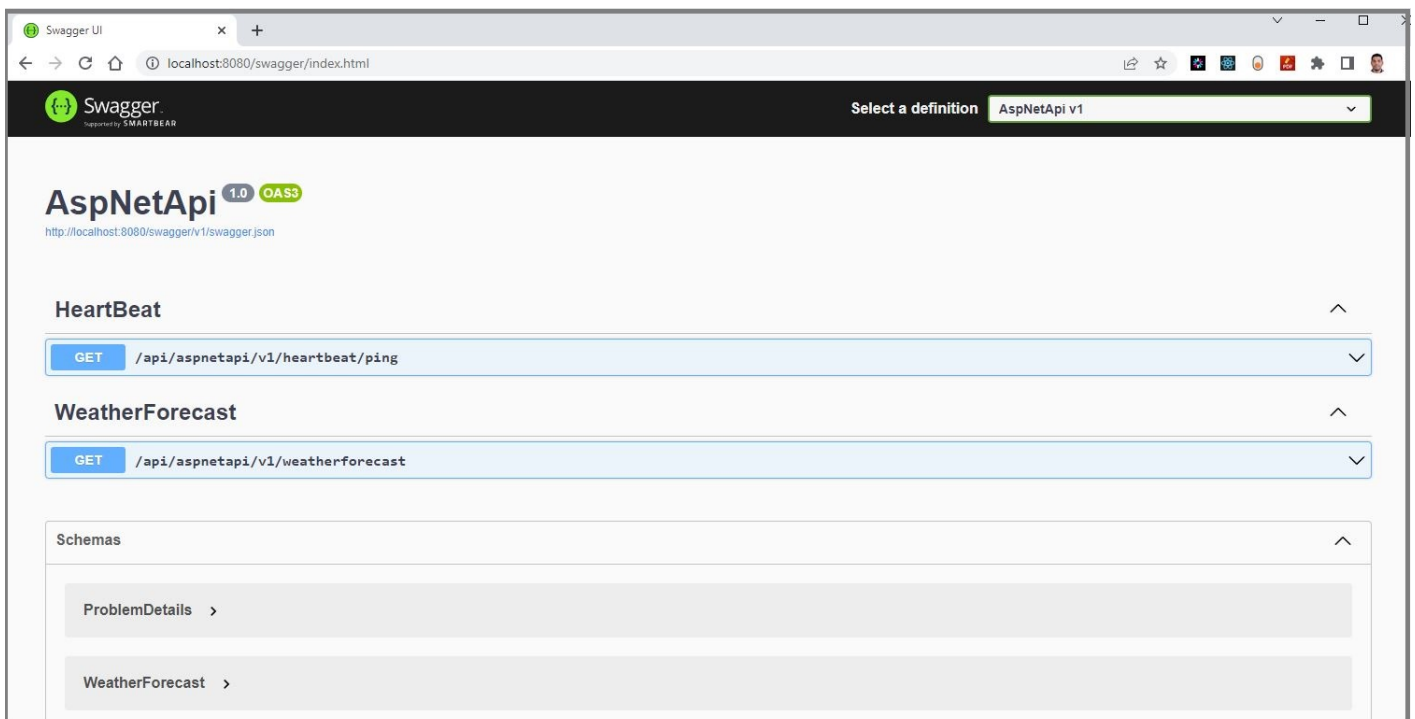 Swagger UI
localhost:8080/swagger/index.html
{···} Swagger.
Supported by SMARTBEAR
Select a definition AspNetApi v1
AspNetApi 1.0 OAS3
http://localhost:8080/swagger/v1/swagger.json
HeartBeat
GET /api/aspnetapi/v1/heartbeat/ping
WeatherForecast
GET /api/aspnetapi/v1/weatherforecast
Schemas
ProblemDetails
WeatherForecast